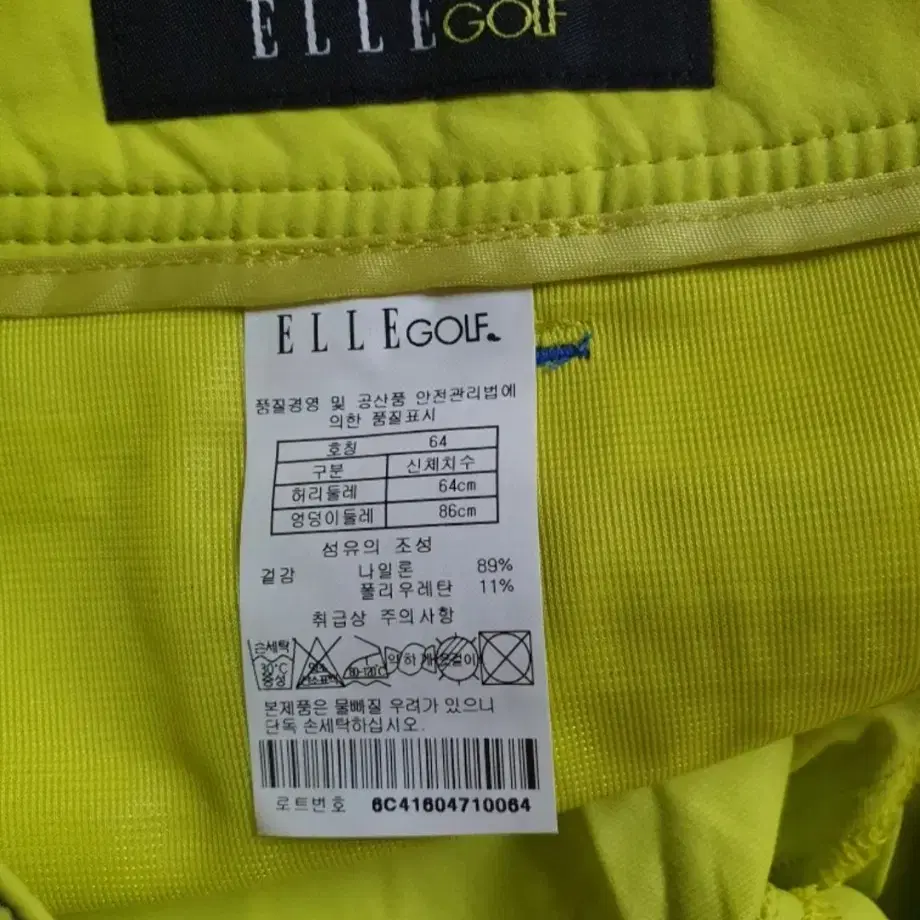 ELLE GOLF
ELLE GOLF
품질경영 및 공산품 안전관리법에
의한 품질표시
호칭 64
구분 신체치수
허리둘레 64cm
엉덩이둘레 86cm
섬유의 조성
겉감 나일론 89%
폴리우레탄 11%
취급상 주의사항
손세탁 약하게
30°C 80-120°C
중성
본제품은 물빠질 우려가 있으니
단독 손세탁하십시오.
로트번호 6C41604710064